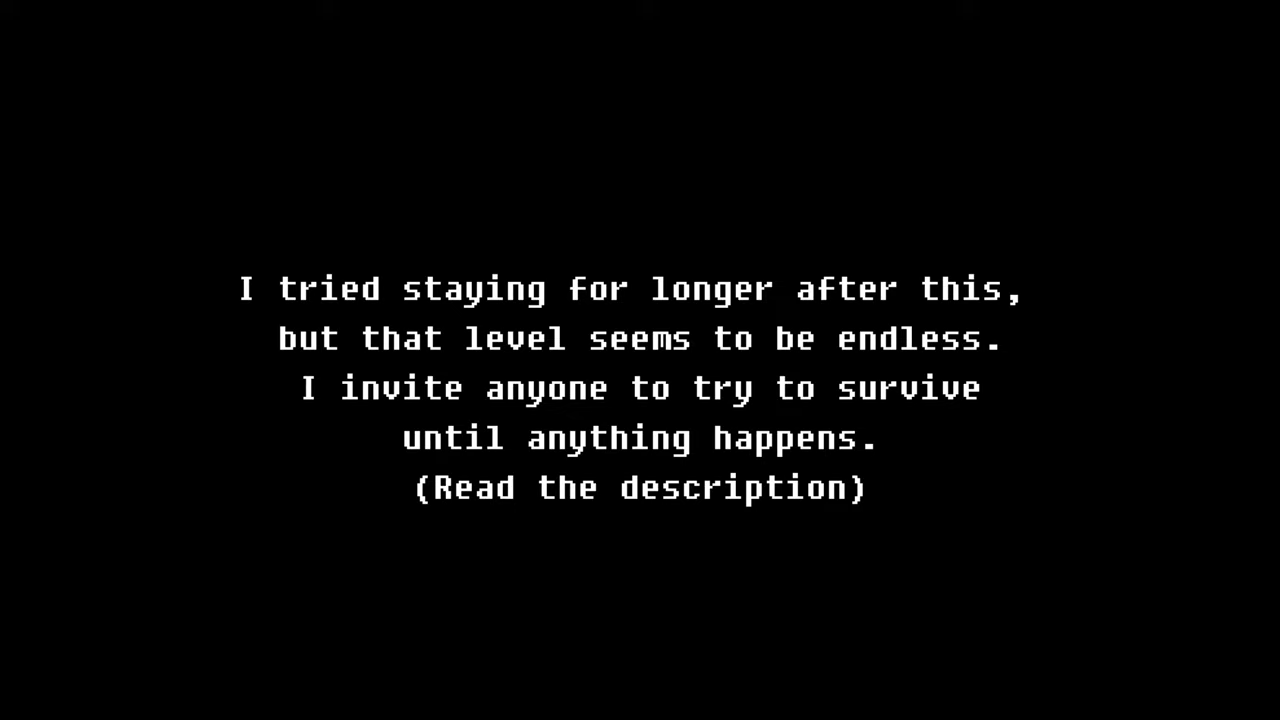 I tried staying for longer after this,
but that level seems to be endless.
I invite anyone to try to survive
until anything happens.
(Read the description)